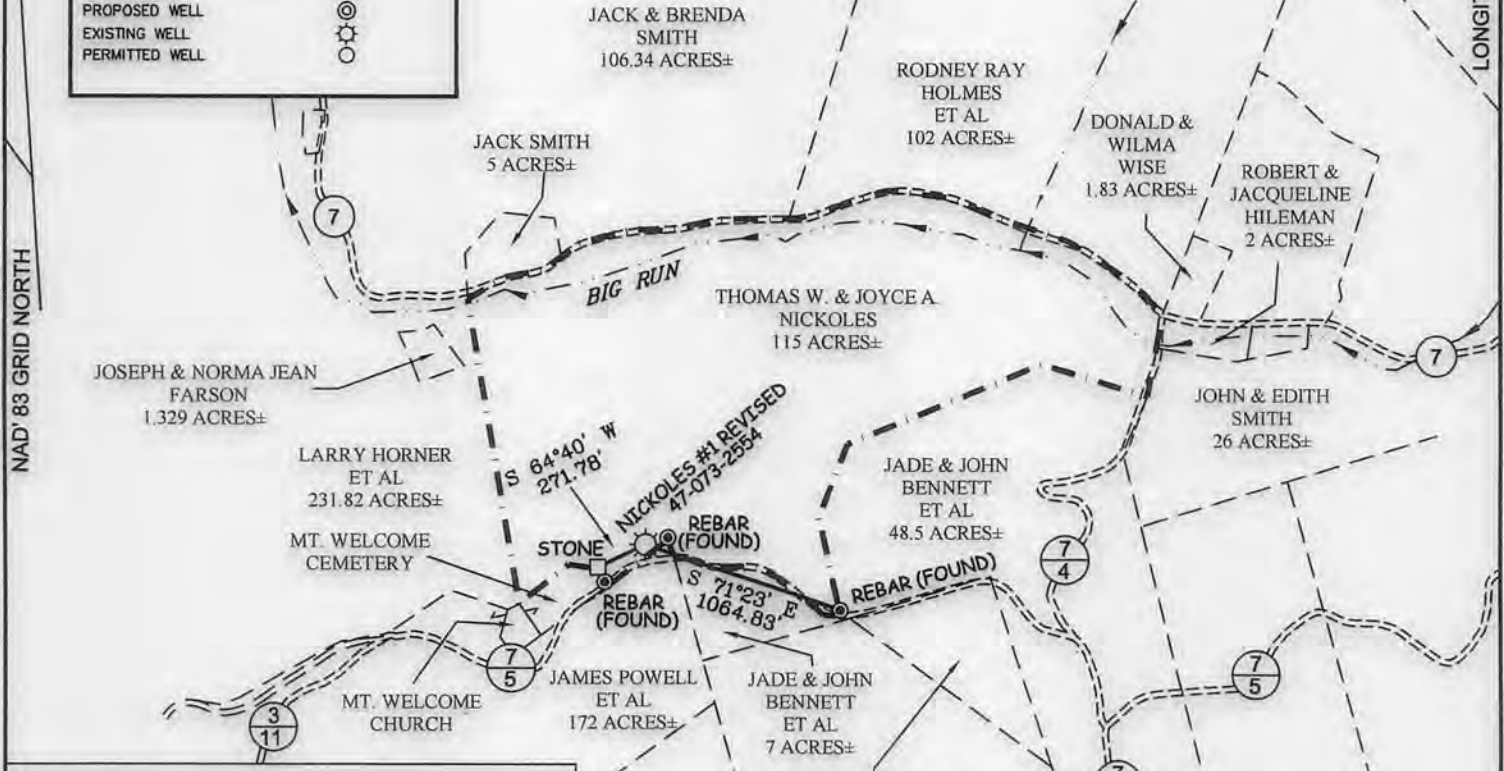 PROPOSED WELL
EXISTING WELL
PERMITTED WELL
JACK & BRENDA
SMITH
106.34 ACRES±
LONGIT
RODNEY RAY
HOLMES
ET AL
102 ACRES±
DONALD &
WILMA
WISE
1.83 ACRES±
ROBERT &
JACQUELINE
HILEMAN
2 ACRES±
JACK SMITH
5 ACRES±
7
NAD' 83 GRID NORTH
BIG RUN
THOMAS W. & JOYCE A.
NICKOLES
115 ACRES±
7
JOSEPH & NORMA JEAN
FARSON
1.329 ACRES±
JOHN & EDITH
SMITH
26 ACRES±
LARRY HORNER
ET AL
231.82 ACRES±
S 64°40' W
271.78'
NICKOLES #1 REVISED
47-073-2554
JADE & JOHN
BENNETT
ET AL
48.5 ACRES±
MT. WELCOME
CEMETERY
STONE
REBAR
(FOUND)
REBAR
(FOUND)
S 71°23' E
1064.83'
REBAR (FOUND)
7
4
7
5
7
5
MT. WELCOME
CHURCH
3
11
JAMES POWELL
ET AL
172 ACRES±
JADE & JOHN
BENNETT
ET AL
7 ACRES±